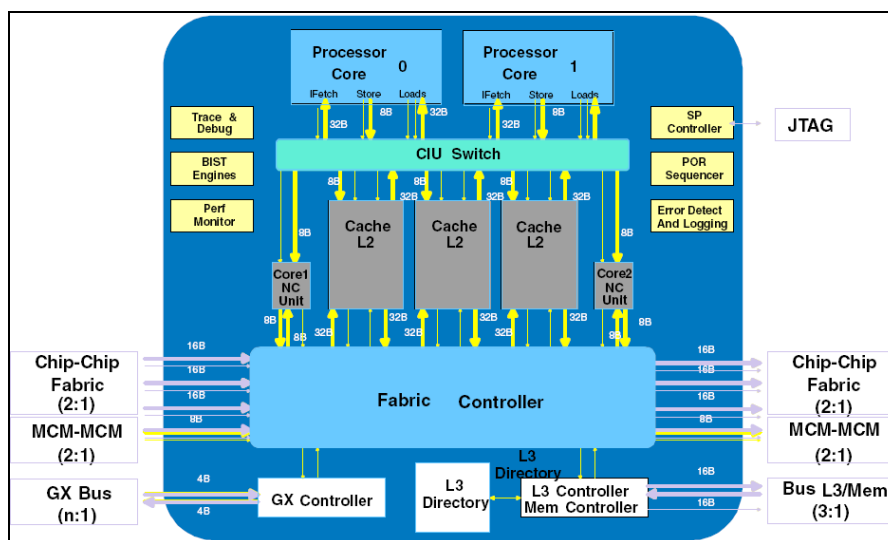 Processor
Core 0
IFetch Store Loads
Processor
Core 1
IFetch Store Loads
32B
8B
32B
32B
8B
32B
Trace &
Debug
BIST
Engines
Perf
Monitor
SP
Controller
POR
Sequencer
Error Detect
And Logging
JTAG
CIU Switch
8B
8B
32B
8B
32B
8B
32B
8B
8B
8B
Cache
L2
Cache
L2
Cache
L2
Core1
NC
Unit
Core2
NC
Unit
8B
8B
32B
32B
32B
32B
32B
32B
8B
8B
Fabric Controller
16B
16B
16B
8B
Chip-Chip
Fabric
(2:1)
MCM-MCM
(2:1)
16B
16B
16B
8B
Chip-Chip
Fabric
(2:1)
MCM-MCM
(2:1)
GX Bus
(n:1)
4B
4B
GX Controller
L3
Directory
L3
Directory
L3 Controller
Mem Controller
16B
16B
Bus L3/Mem
(3:1)